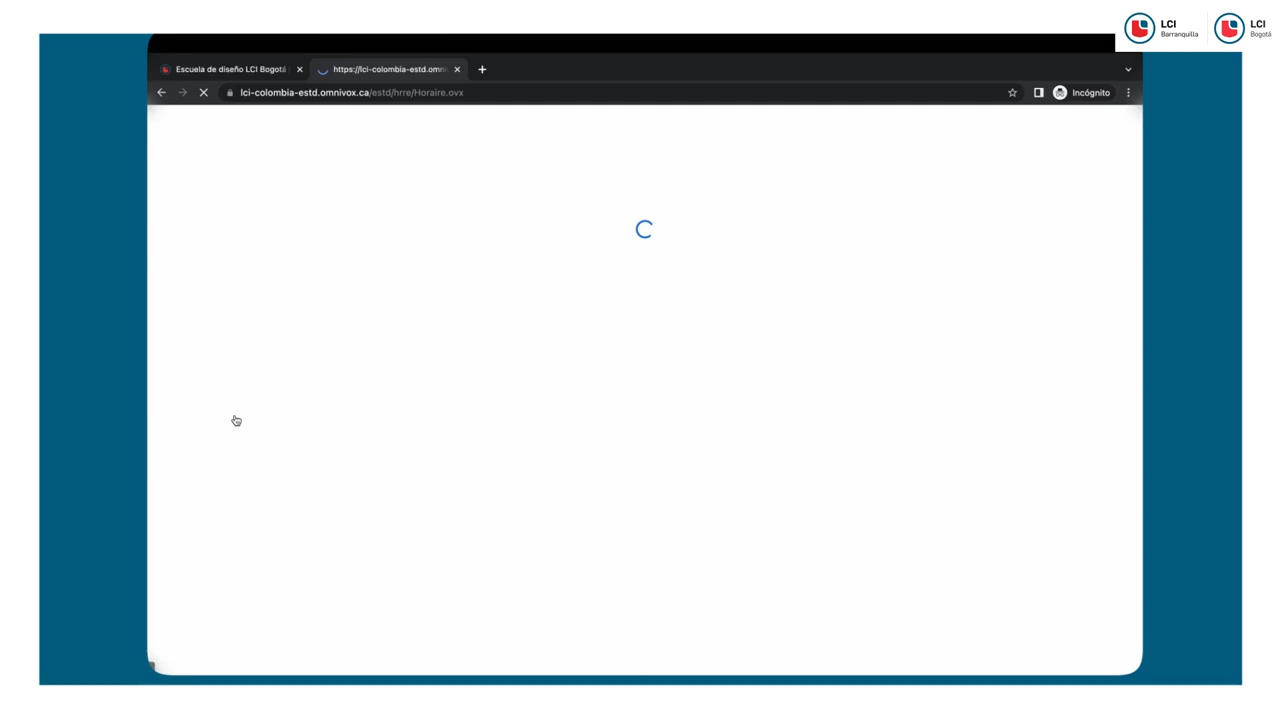 LCI
Barranquilla
LCI
Bogotá
Escuela de diseño LCI Bogotá
https://lci-colombia-estd.omni
lci-colombia-estd.omnivox.ca/estd/hrre/Horaire.ovx
Incógnito